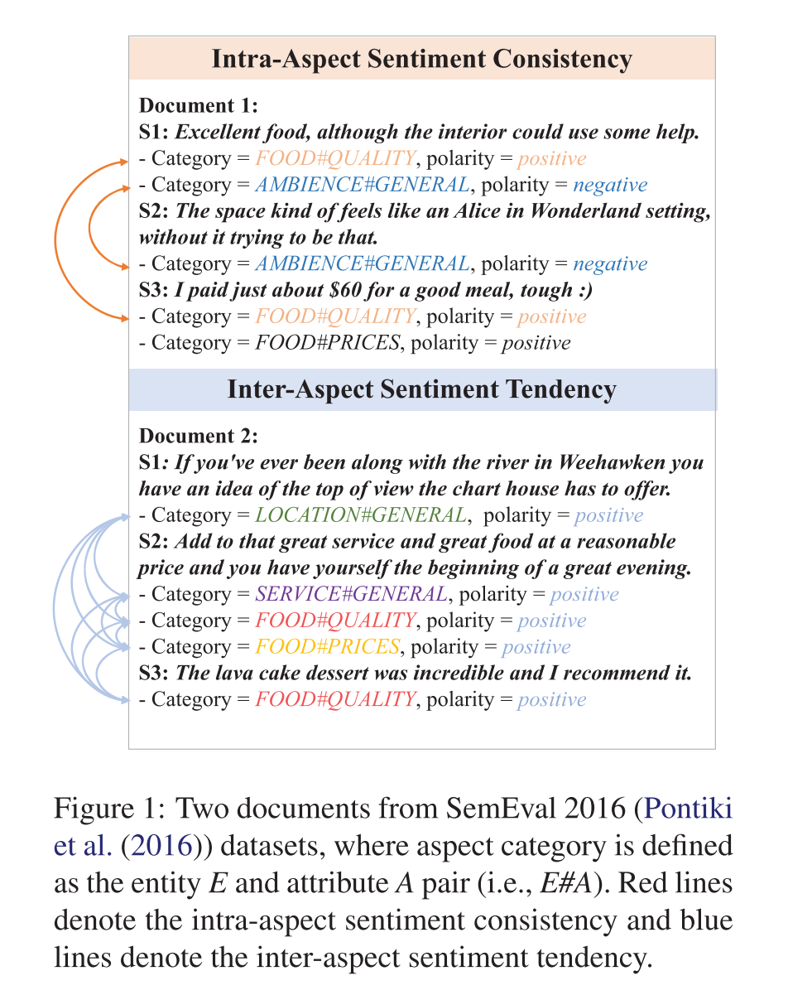 Intra-Aspect Sentiment Consistency
Document 1:
S1: Excellent food, although the interior could use some help.
- Category = FOOD#QUALITY, polarity = positive
- Category = AMBIENCE#GENERAL, polarity = negative
S2: The space kind of feels like an Alice in Wonderland setting,
without it trying to be that.
- Category = AMBIENCE#GENERAL, polarity = negative
S3: I paid just about $60 for a good meal, tough :)
- Category = FOOD#QUALITY, polarity = positive
- Category = FOOD#PRICES, polarity = positive
Inter-Aspect Sentiment Tendency
Document 2:
S1: If you've ever been along with the river in Weehawken you
have an idea of the top of view the chart house has to offer.
- Category = LOCATION#GENERAL, polarity = positive
S2: Add to that great service and great food at a reasonable
price and you have yourself the beginning of a great evening.
- Category = SERVICE#GENERAL, polarity = positive
- Category = FOOD#QUALITY, polarity = positive
- Category = FOOD#PRICES, polarity = positive
S3: The lava cake dessert was incredible and I recommend it.
- Category = FOOD#QUALITY, polarity = positive
Figure 1: Two documents from SemEval 2016 (Pontiki
et al. (2016)) datasets, where aspect category is defined
as the entity E and attribute A pair (i.e., E#A). Red lines
denote the intra-aspect sentiment consistency and blue
lines denote the inter-aspect sentiment tendency.